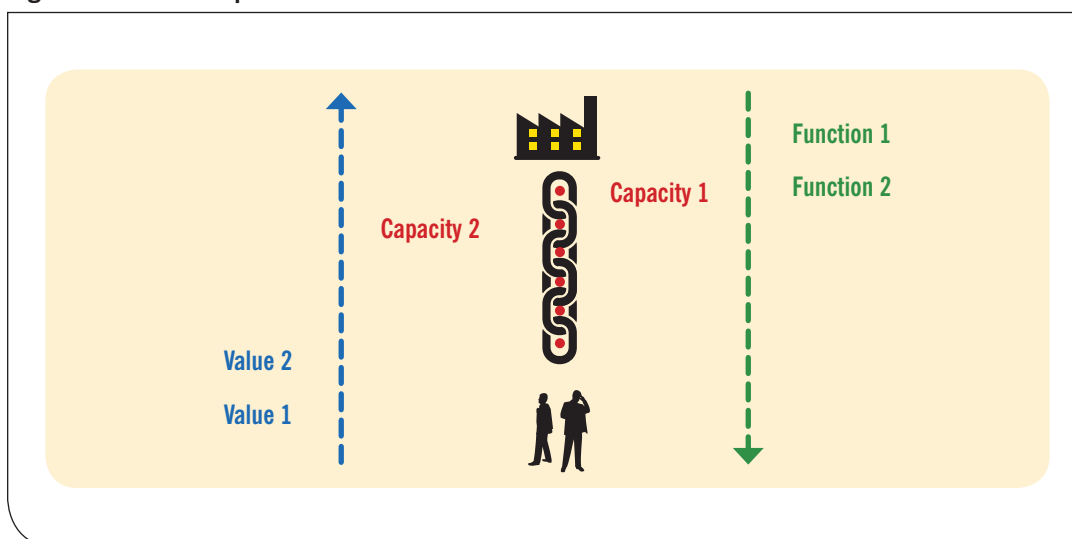 Function 1
Capacity 1
Function 2
Capacity 2
Value 2
Value 1